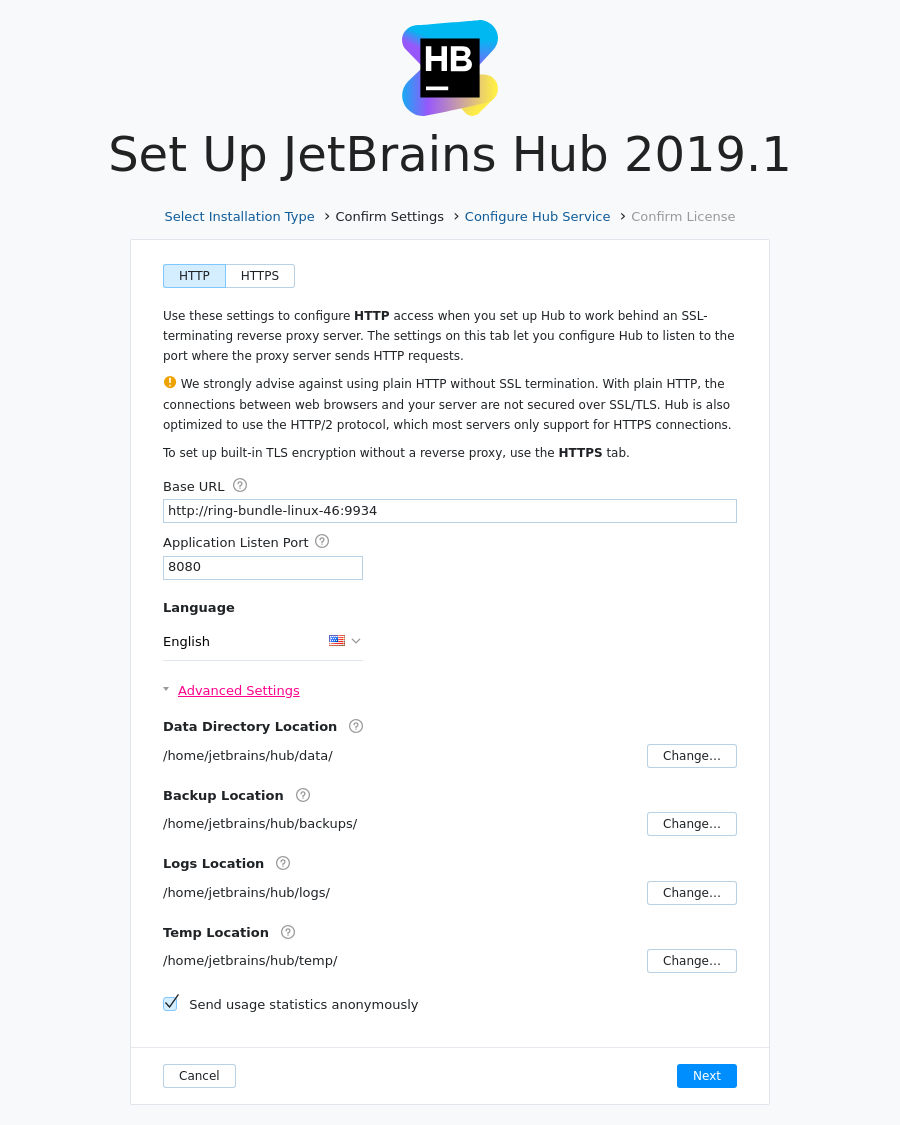 HB
Set Up JetBrains Hub 2019.1
Select Installation Type › Confirm Settings › Configure Hub Service › Confirm License
HTTP HTTPS
Use these settings to configure HTTP access when you set up Hub to work behind an SSL-
terminating reverse proxy server. The settings on this tab let you configure Hub to listen to the
port where the proxy server sends HTTP requests.
We strongly advise against using plain HTTP without SSL termination. With plain HTTP, the
connections between web browsers and your server are not secured over SSL/TLS. Hub is also
optimized to use the HTTP/2 protocol, which most servers only support for HTTPS connections.
To set up built-in TLS encryption without a reverse proxy, use the HTTPS tab.
Base URL
http://ring-bundle-linux-46:9934
Application Listen Port
8080
Language
English
Advanced Settings
Data Directory Location
/home/jetbrains/hub/data/ Change...
Backup Location
/home/jetbrains/hub/backups/ Change...
Logs Location
/home/jetbrains/hub/logs/ Change...
Temp Location
/home/jetbrains/hub/temp/ Change...
Send usage statistics anonymously
Cancel Next